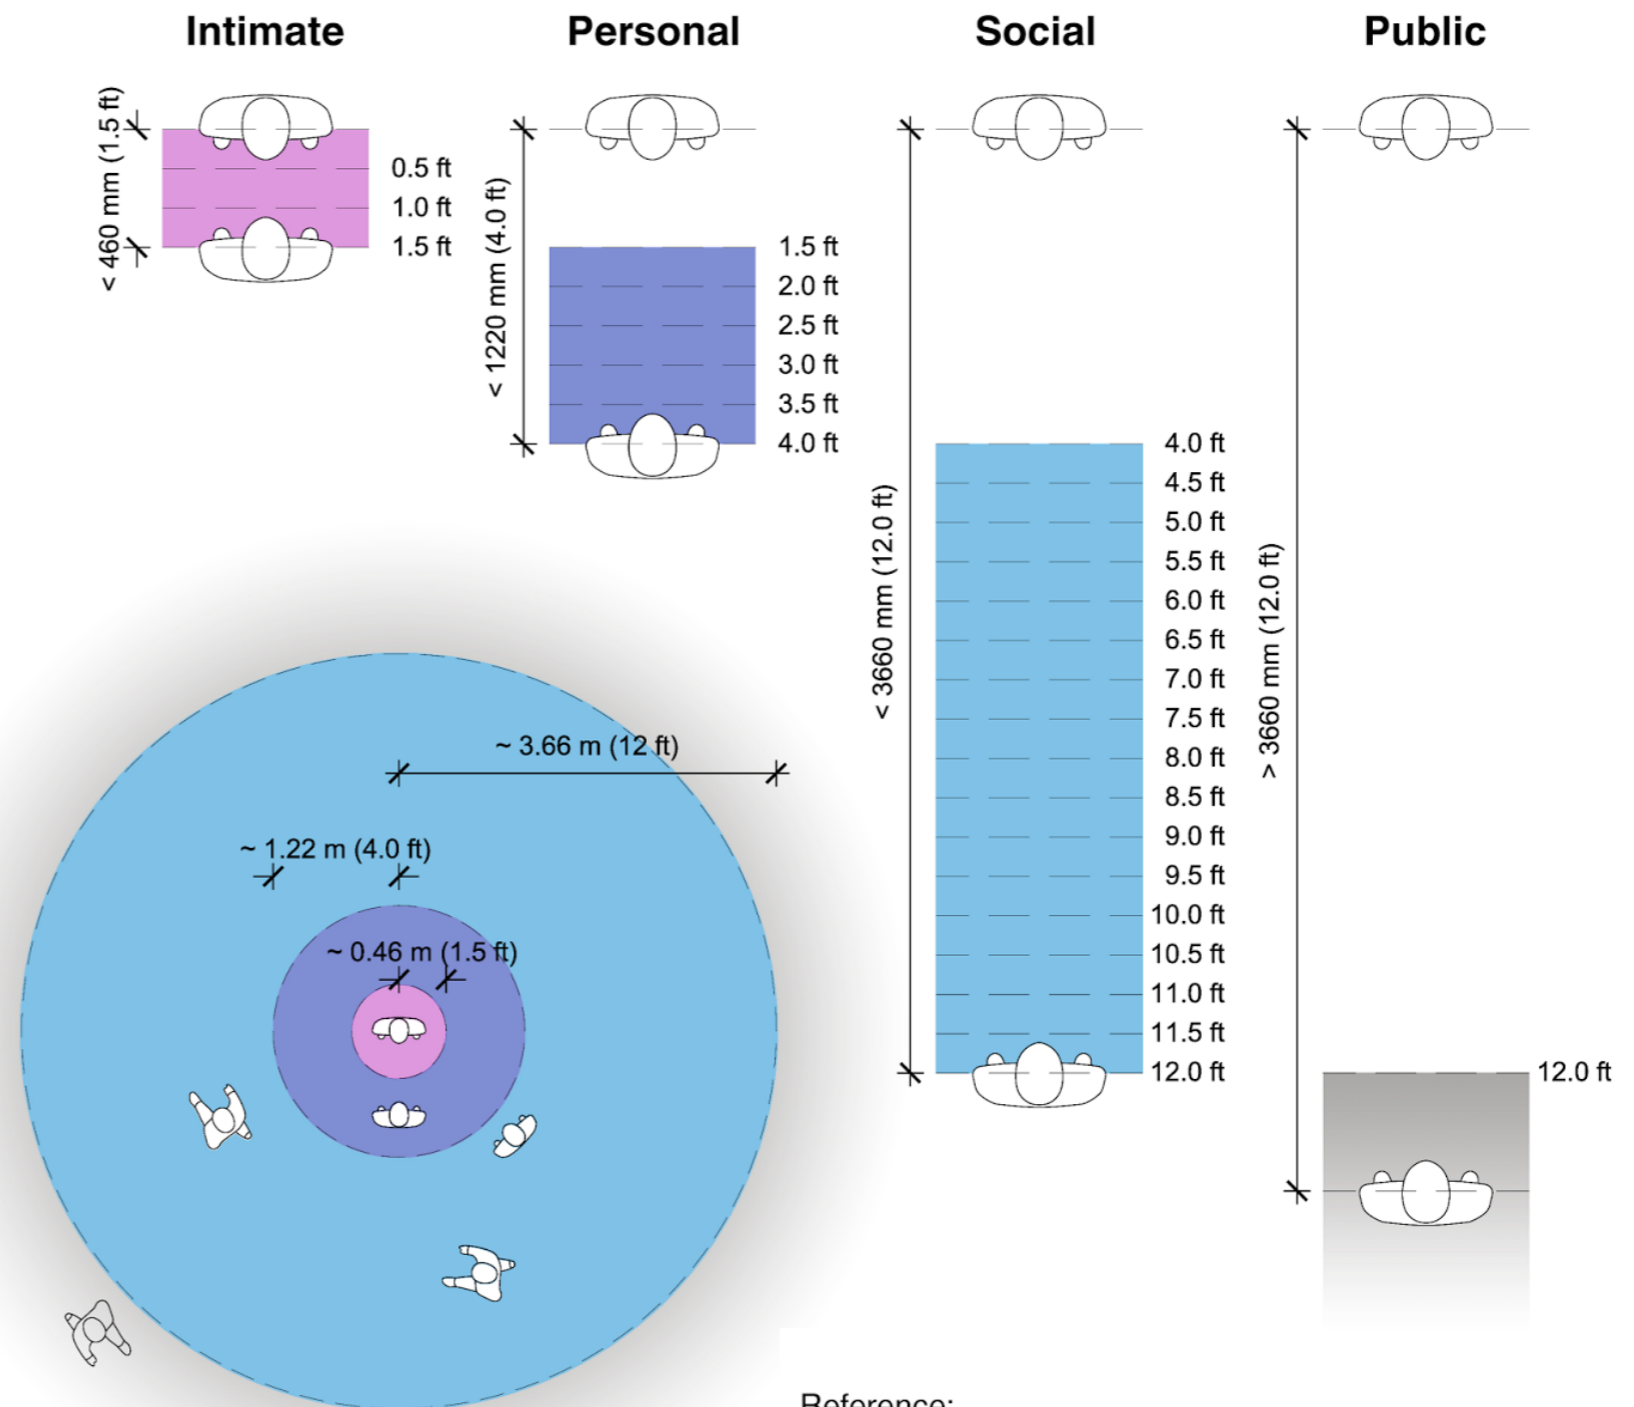 Intimate
Personal
Social
Public
< 460 mm (1.5 ft)
0.5 ft
1.0 ft
1.5 ft
< 1220 mm (4.0 ft)
1.5 ft
2.0 ft
2.5 ft
3.0 ft
3.5 ft
4.0 ft
< 3660 mm (12.0 ft)
4.0 ft
4.5 ft
5.0 ft
5.5 ft
6.0 ft
6.5 ft
7.0 ft
7.5 ft
8.0 ft
8.5 ft
9.0 ft
9.5 ft
10.0 ft
10.5 ft
11.0 ft
11.5 ft
12.0 ft
> 3660 mm (12.0 ft)
12.0 ft
~ 3.66 m (12 ft)
~ 1.22 m (4.0 ft)
~ 0.46 m (1.5 ft)
Reference: